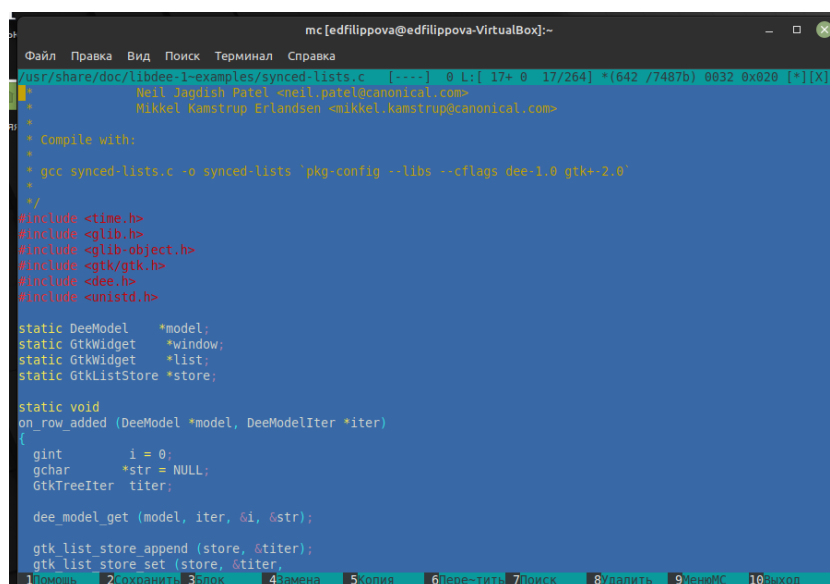 mc [edfilippova@edfilippova-VirtualBox]:~
Файл Правка Вид Поиск Терминал Справка
/usr/share/doc/libdee-1~examples/synced-lists.c [----] 0 L:[ 17+ 0 17/264] *(642 /7487b) 0032 0x020 [*][X]
* Neil Jagdish Patel <neil.patel@canonical.com>
* Mikkel Kamstrup Erlandsen <mikkel.kamstrup@canonical.com>
*
* Compile with:
*
* gcc synced-lists.c -o synced-lists `pkg-config --libs --cflags dee-1.0 gtk+-2.0`
*
*/
#include <time.h>
#include <glib.h>
#include <glib-object.h>
#include <gtk/gtk.h>
#include <dee.h>
#include <unistd.h>
static DeeModel *model;
static GtkWidget *window;
static GtkWidget *list;
static GtkListStore *store;
static void
on_row_added (DeeModel *model, DeeModelIter *iter)
{
gint i = 0;
gchar *str = NULL;
GtkTreeIter titer;
dee_model_get (model, iter, &i, &str);
gtk_list_store_append (store, &titer);
gtk_list_store_set (store, &titer,
1Помощь 2Сохранить 3Блок 4Замена 5Копия 6Пере~тить 7Поиск 8Удалить 9МенюMC 10Выход